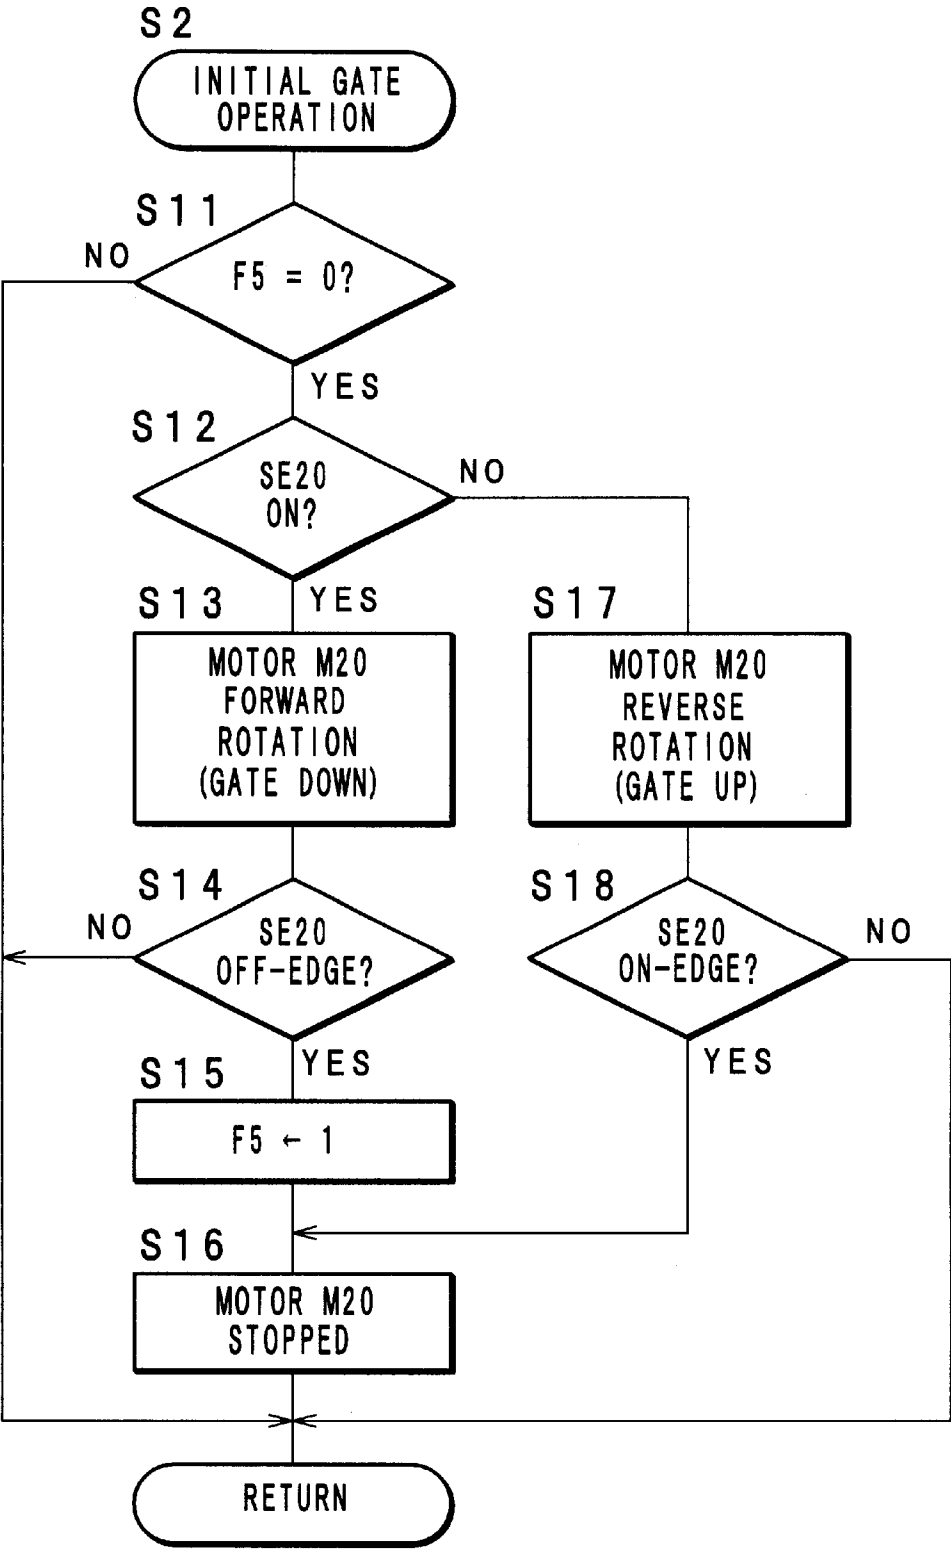 S2
INITIAL GATE
OPERATION
S11
NO
F5 = 0?
YES
S12
SE20
ON?
NO
YES
S13
MOTOR M20
FORWARD
ROTATION
(GATE DOWN)
S17
MOTOR M20
REVERSE
ROTATION
(GATE UP)
S14
NO
SE20
OFF-EDGE?
YES
S18
SE20
ON-EDGE?
NO
YES
S15
F5 ← 1
S16
MOTOR M20
STOPPED
RETURN